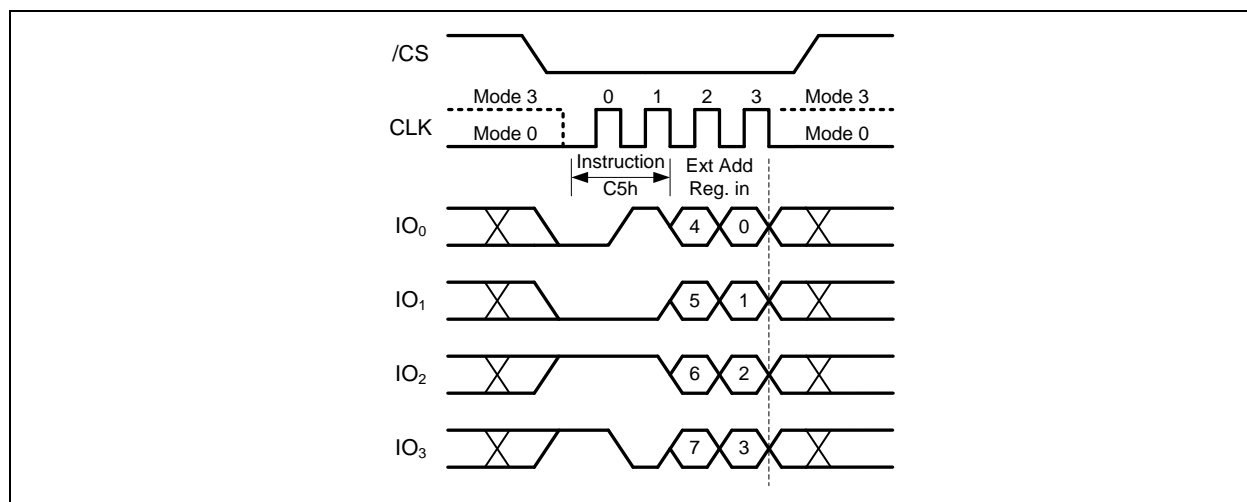 /CS
Mode 3 0 1 2 3 Mode 3
CLK Mode 0 Mode 0
Instruction Ext Add
C5h Reg. in
IO₀ 4 0
IO₁ 5 1
IO₂ 6 2
IO₃ 7 3